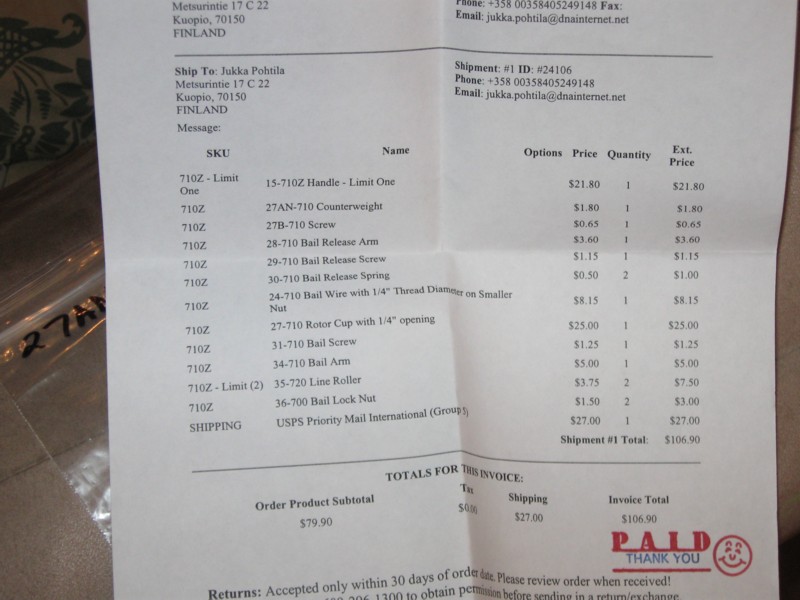 Metsurintie 17 C 22
Kuopio, 70150
FINLAND
Phone: +358 00358405249148 Fax:
Email: jukka.pohtila@dnainternet.net
Ship To: Jukka Pohtila
Metsurintie 17 C 22
Kuopio, 70150
FINLAND
Shipment: #1 ID: #24106
Phone: +358 00358405249148
Email: jukka.pohtila@dnainternet.net
Message:
SKU Name Options Price Quantity Ext. Price
710Z - Limit One 15-710Z Handle - Limit One $21.80 1 $21.80
710Z 27AN-710 Counterweight $1.80 1 $1.80
710Z 27B-710 Screw $0.65 1 $0.65
710Z 28-710 Bail Release Arm $3.60 1 $3.60
710Z 29-710 Bail Release Screw $1.15 1 $1.15
710Z 30-710 Bail Release Spring $0.50 2 $1.00
710Z 24-710 Bail Wire with 1/4" Thread Diameter on Smaller Nut $8.15 1 $8.15
710Z 27-710 Rotor Cup with 1/4" opening $25.00 1 $25.00
710Z 31-710 Bail Screw $1.25 1 $1.25
710Z 34-710 Bail Arm $5.00 1 $5.00
710Z - Limit (2) 35-720 Line Roller $3.75 2 $7.50
710Z 36-700 Bail Lock Nut $1.50 2 $3.00
SHIPPING USPS Priority Mail International (Group 5) $27.00 1 $27.00
Shipment #1 Total: $106.90
TOTALS FOR THIS INVOICE:
Order Product Subtotal Tax Shipping Invoice Total
$79.90 $0.00 $27.00 $106.90
PAID
THANK YOU
Returns: Accepted only within 30 days of order date. Please review order when received!
1300 to obtain permission before sending in a return/exchange.
27AN